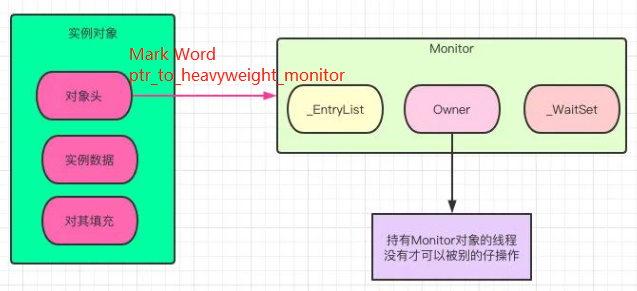 实例对象
对象头
实例数据
对其填充
Mark Word
ptr_to_heavyweight_monitor
Monitor
_EntryList
Owner
_WaitSet
持有Monitor对象的线程
没有才可以被别的仔操作